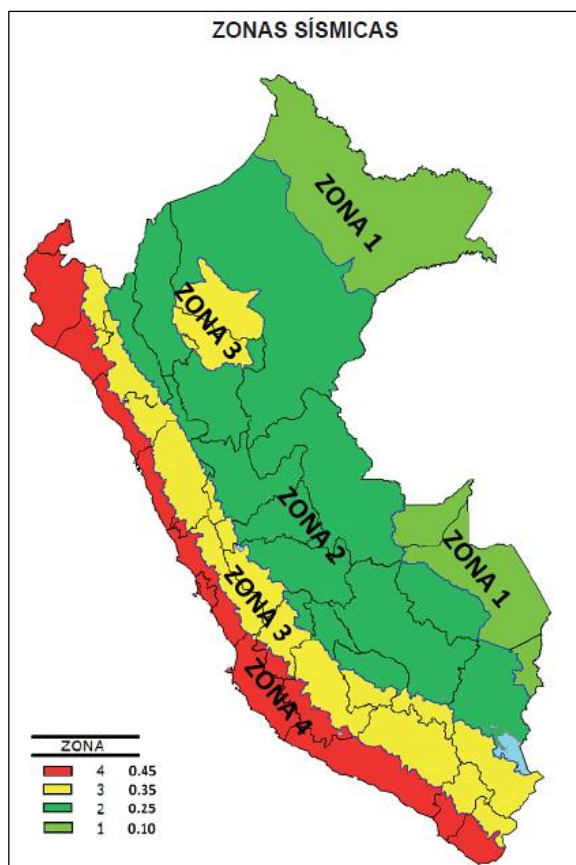 ZONAS SÍSMICAS
ZONA 1
ZONA 3
ZONA 2
ZONA 1
ZONA 3
ZONA 4
ZONA
4 0.45
3 0.35
2 0.25
1 0.10